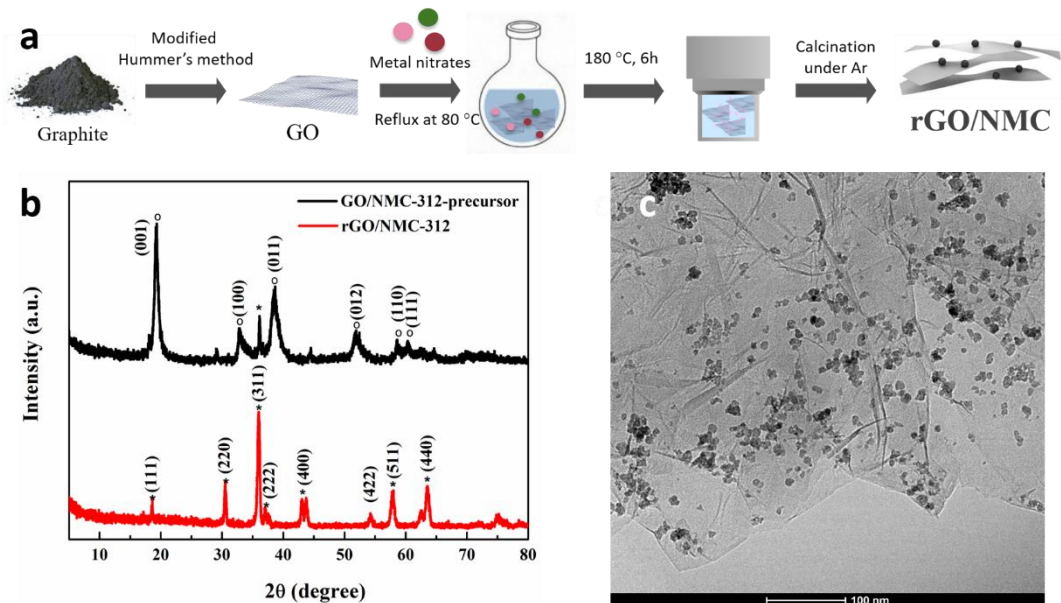 a
Graphite
Modified
Hummer's method
GO
Metal nitrates
Reflux at 80 °C
180 °C, 6h
Calcination
under Ar
rGO/NMC
b
GO/NMC-312-precursor
rGO/NMC-312
(001)
o
o (100)
*
o (011)
o (012)
o (110)
o (111)
* (111)
* (220)
* (311)
* (222)
* (400)
(422)
* (511)
* (440)
Intensity (a.u.)
10 20 30 40 50 60 70 80
2θ (degree)
c
100 nm